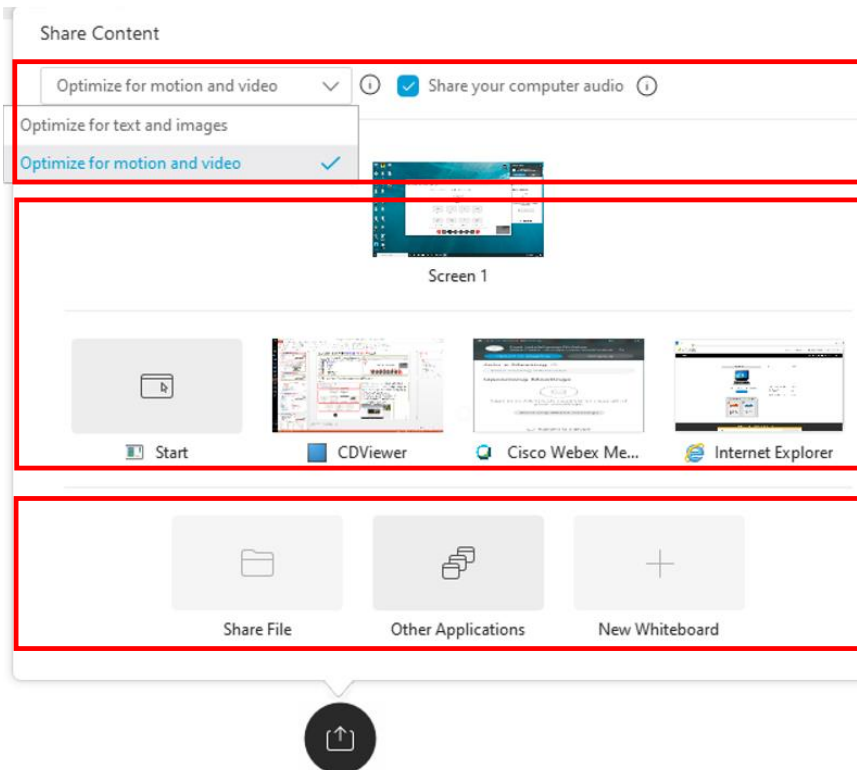 Share Content
Optimize for motion and video
Share your computer audio
Optimize for text and images
Optimize for motion and video
Screen 1
Start
CDViewer
Cisco Webex Me...
Internet Explorer
Share File
Other Applications
New Whiteboard